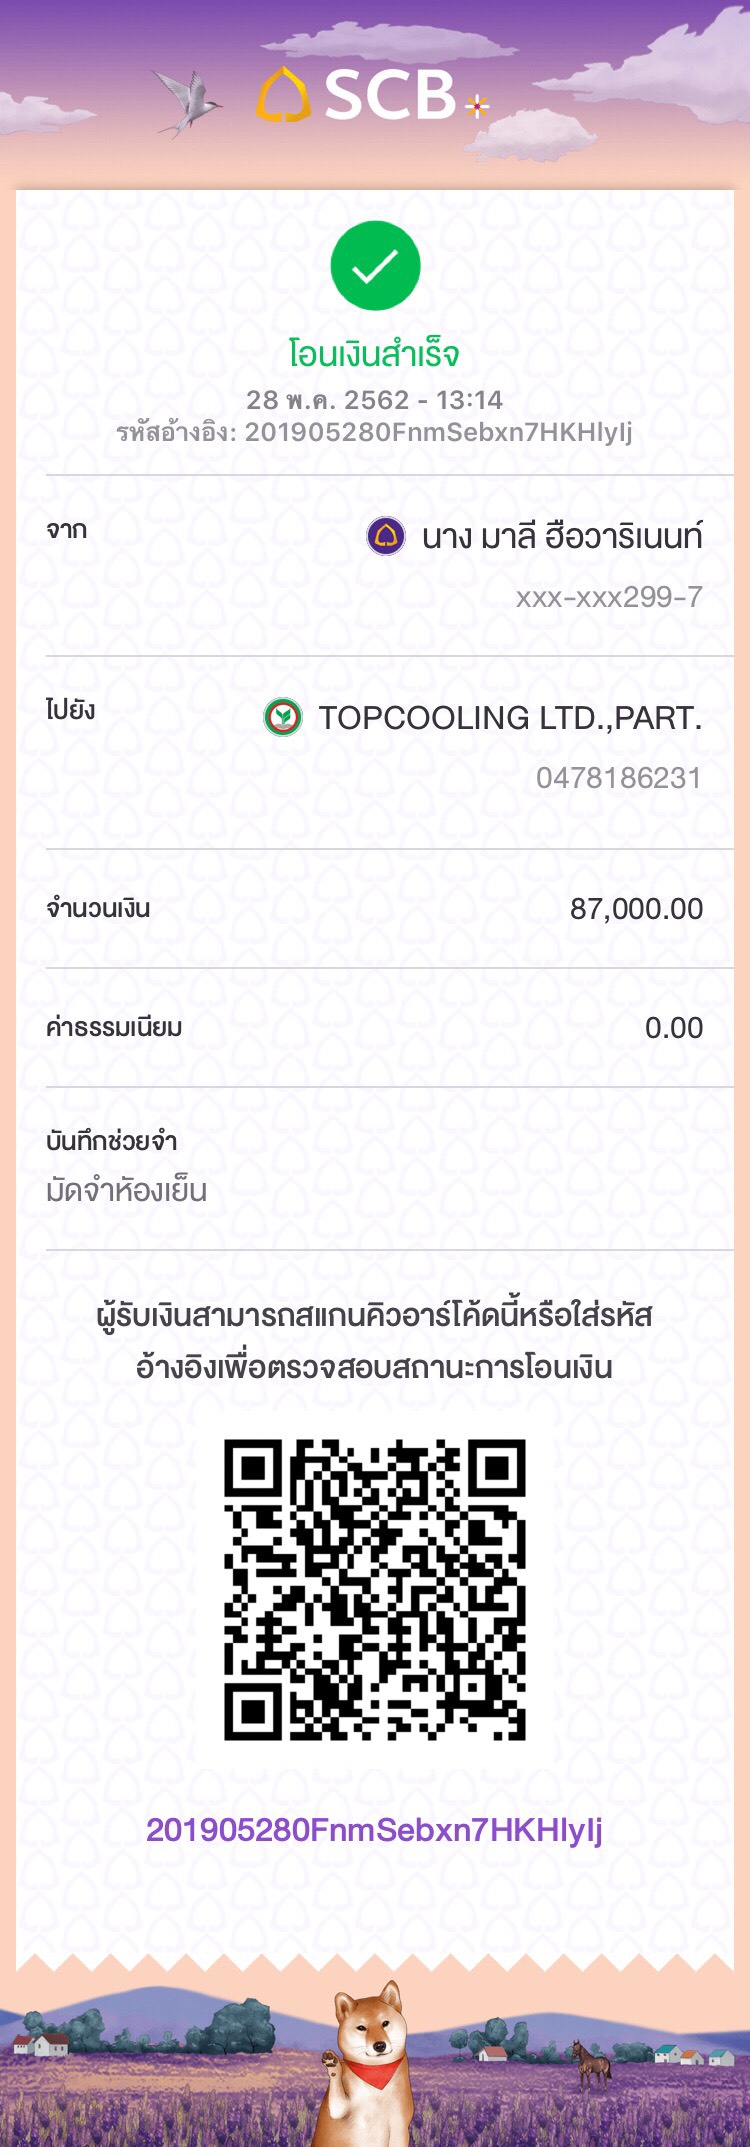 SCB
โอนเงินสำเร็จ
28 พ.ค. 2562 - 13:14
รหัสอ้างอิง: 201905280FnmSebxn7HKHlyIj
จาก
นาง มาลี ฮือวาริเนนท์
xxx-xxx299-7
ไปยัง
TOPCOOLING LTD.,PART.
0478186231
จำนวนเงิน
87,000.00
ค่าธรรมเนียม
0.00
บันทึกช่วยจำ
มัดจำห้องเย็น
ผู้รับเงินสามารถสแกนคิวอาร์โค้ดนี้หรือใส่รหัส
อ้างอิงเพื่อตรวจสอบสถานะการโอนเงิน
201905280FnmSebxn7HKHlyIj